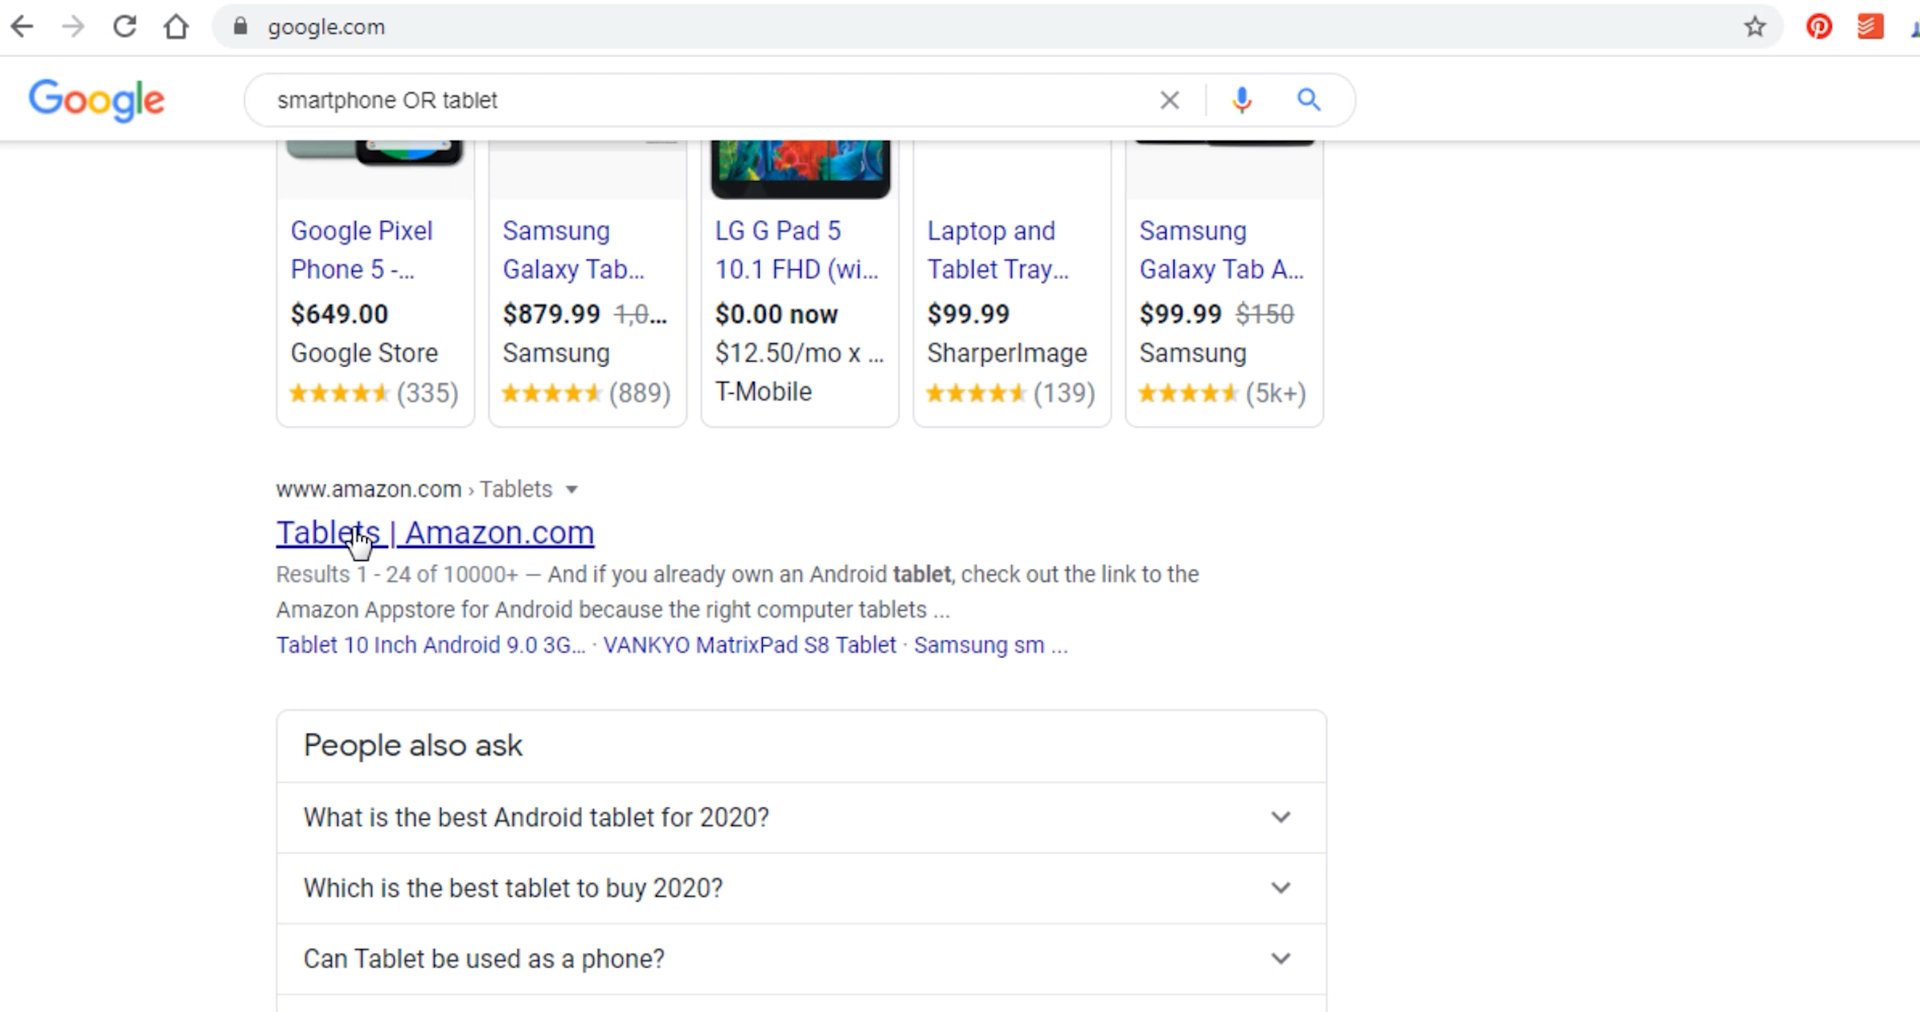 google.com
Google
smartphone OR tablet
Google Pixel
Phone 5 -...
$649.00
Google Store
(335)
Samsung
Galaxy Tab...
$879.99 1,0...
Samsung
(889)
LG G Pad 5
10.1 FHD (wi...
$0.00 now
$12.50/mo x ...
T-Mobile
Laptop and
Tablet Tray...
$99.99
SharperImage
(139)
Samsung
Galaxy Tab A...
$99.99 $150
Samsung
(5k+)
www.amazon.com › Tablets
Tablets | Amazon.com
Results 1 - 24 of 10000+ — And if you already own an Android tablet, check out the link to the
Amazon Appstore for Android because the right computer tablets ...
Tablet 10 Inch Android 9.0 3G... · VANKYO MatrixPad S8 Tablet · Samsung sm ...
People also ask
What is the best Android tablet for 2020?
Which is the best tablet to buy 2020?
Can Tablet be used as a phone?